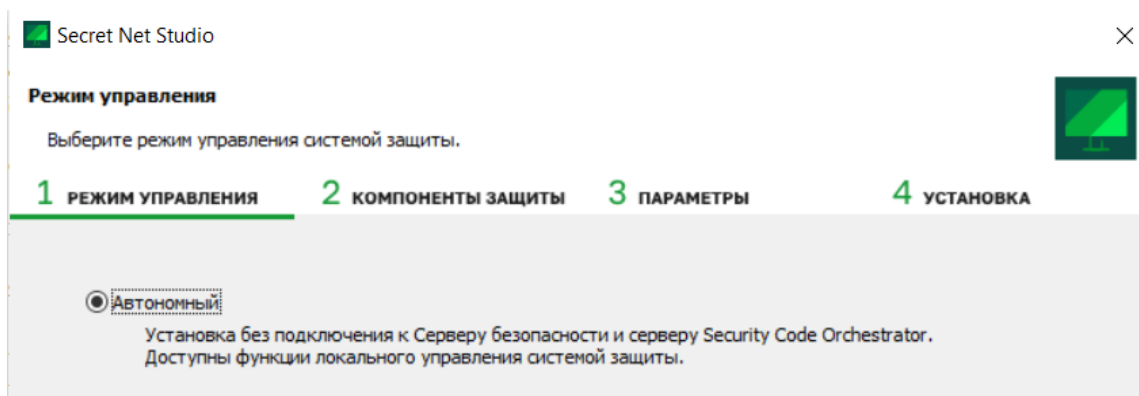 Secret Net Studio
Режим управления
Выберите режим управления системой защиты.
1 РЕЖИМ УПРАВЛЕНИЯ 2 КОМПОНЕНТЫ ЗАЩИТЫ 3 ПАРАМЕТРЫ 4 УСТАНОВКА
Автономный
Установка без подключения к Серверу безопасности и серверу Security Code Orchestrator.
Доступны функции локального управления системой защиты.